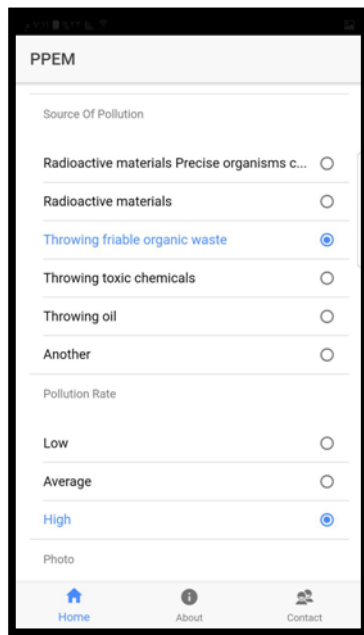 PPEM
Source Of Pollution
Radioactive materials Precise organisms c...
Radioactive materials
Throwing friable organic waste
Throwing toxic chemicals
Throwing oil
Another
Pollution Rate
Low
Average
High
Photo
Home
About
Contact